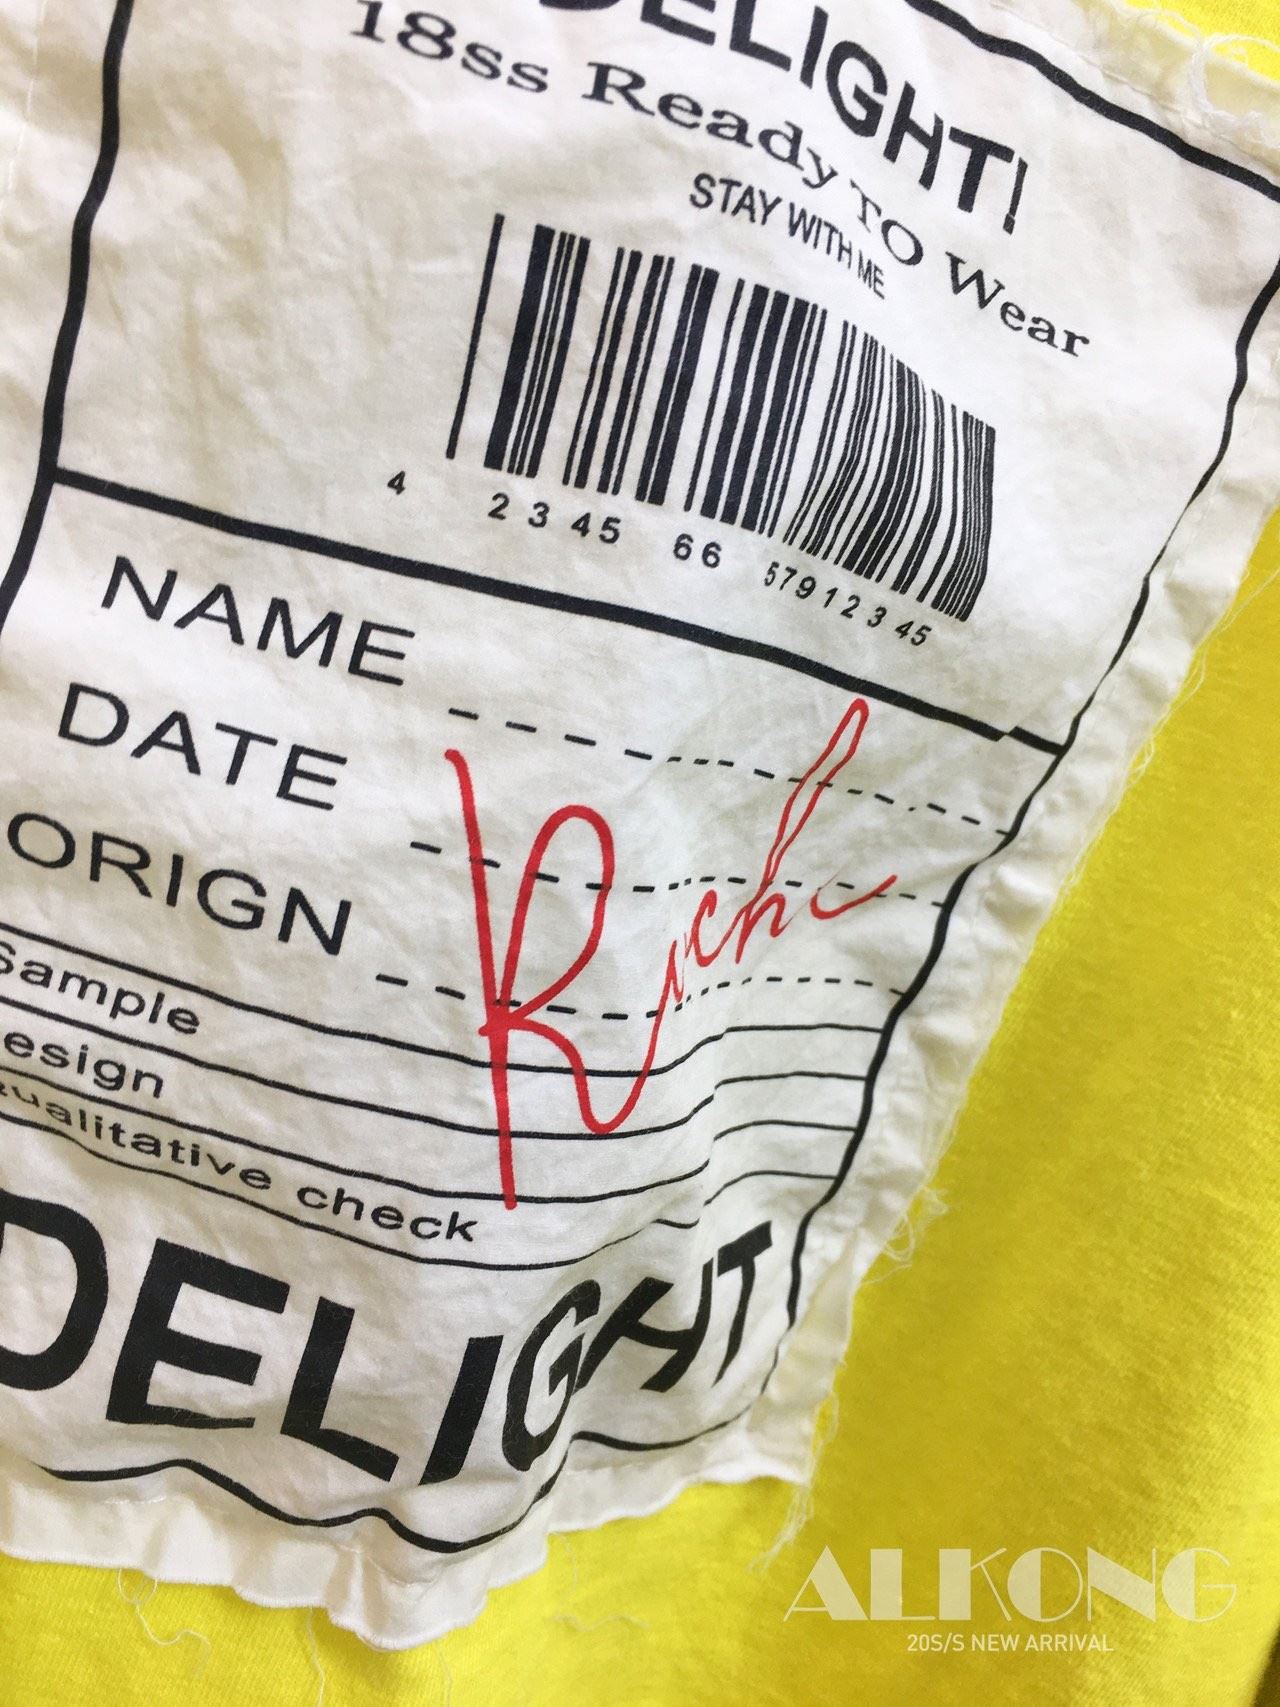 DELIGHT!
18ss Ready TO Wear
STAY WITH ME
4 2345 66 57912345
NAME
DATE
ORIGN
Sample
esign
Qualitative check
DELIGHT
ALKONG
20S/S NEW ARRIVAL